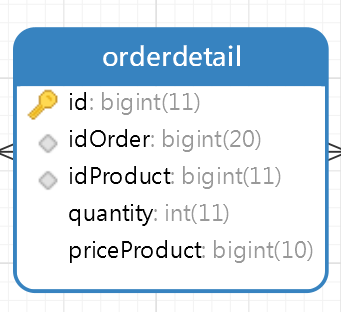 orderdetail
id: bigint(11)
idOrder: bigint(20)
idProduct: bigint(11)
quantity: int(11)
priceProduct: bigint(10)